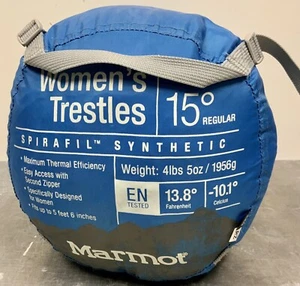 Women's
Trestles
15°
REGULAR
SPIRAFIL™ SYNTHETIC
• Maximum Thermal Efficiency
• Easy Access with
Second Zipper
• Specifically Designed
for Women
• Fits up to 5 feet 6 inches
Weight: 4lbs 5oz / 1956g
EN
TESTED
13.8°
Fahrenheit
-10.1°
Celcius
Marmot